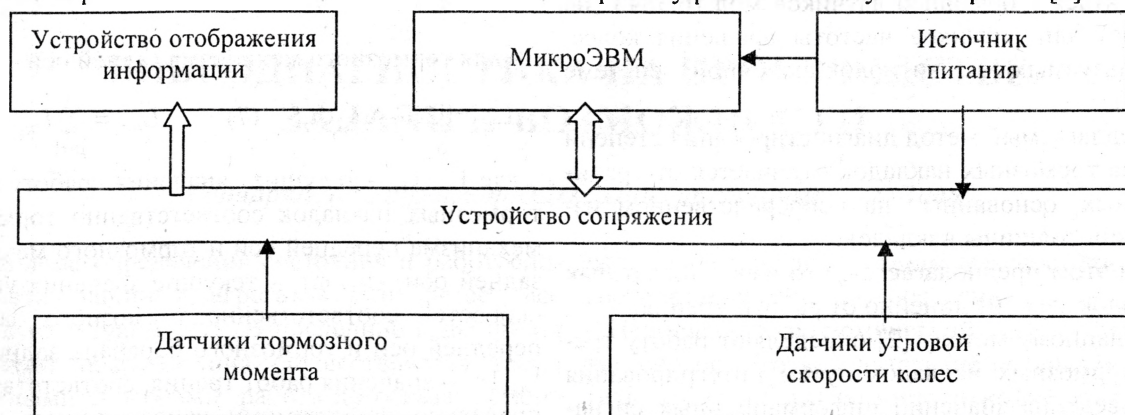 Устройство отображения
информации
МикроЭВМ
Источник
питания
Устройство сопряжения
Датчики тормозного
момента
Датчики угловой
скорости колес